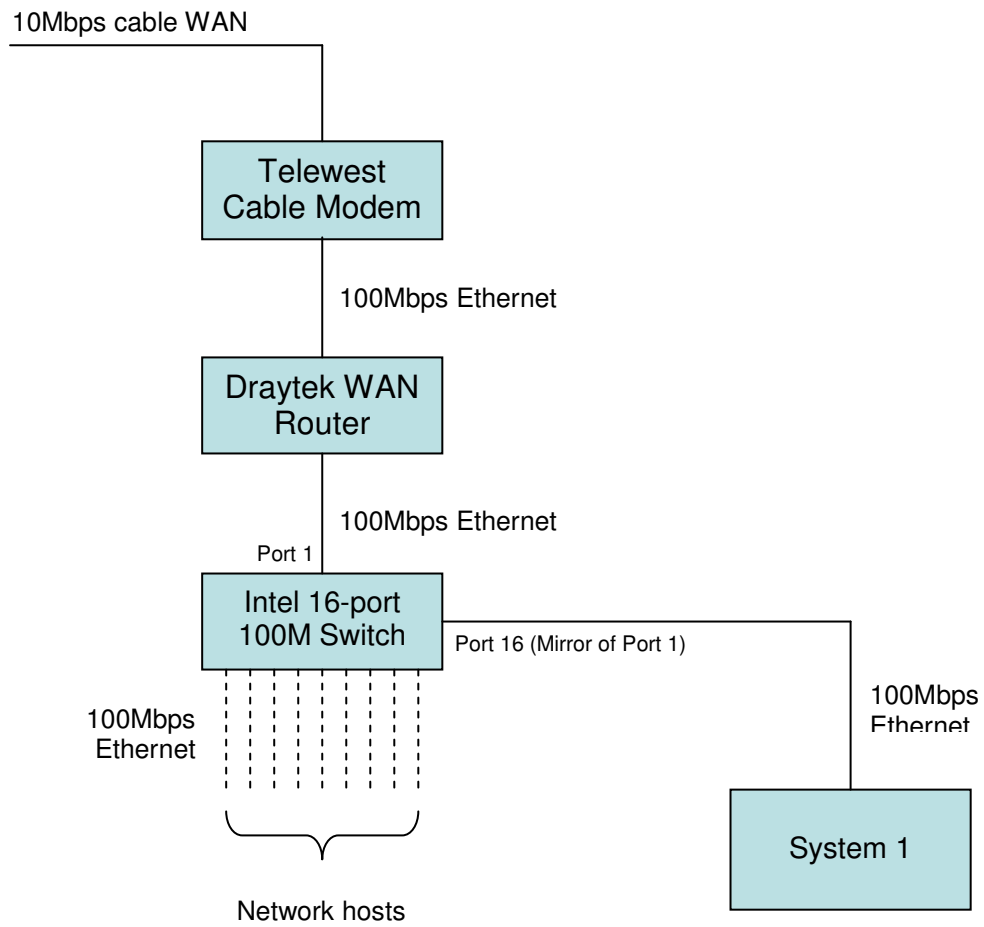 10Mbps cable WAN
Telewest
Cable Modem
100Mbps Ethernet
Draytek WAN
Router
100Mbps Ethernet
Port 1
Intel 16-port
100M Switch
Port 16 (Mirror of Port 1)
100Mbps
Ethernet
100Mbps
Ethernet
System 1
Network hosts